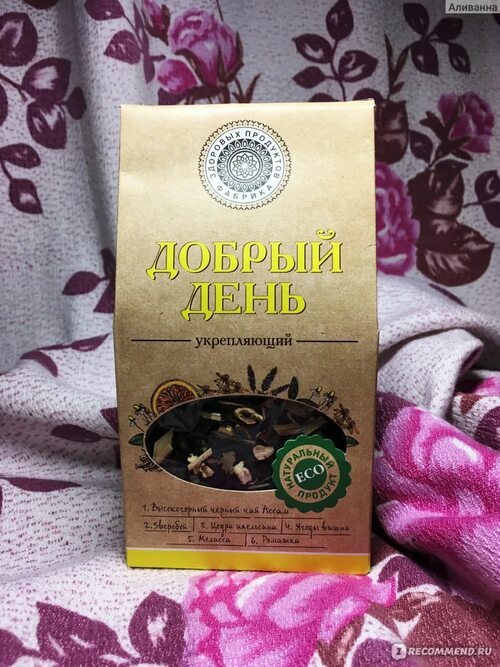 Аливанна
ФАБРИКА ЗДОРОВЫХ ПРОДУКТОВ
ДОБРЫЙ
ДЕНЬ
укрепляющий
НАТУРАЛЬНЫЙ
ECO
ПРОДУКТ
1. Высокогорный черный чай Ассам
2. Зверобой 3. Цедра апельсина 4. Ягоды вишни
5. Мелисса 6. Ромашка
IRECOMMEND.RU